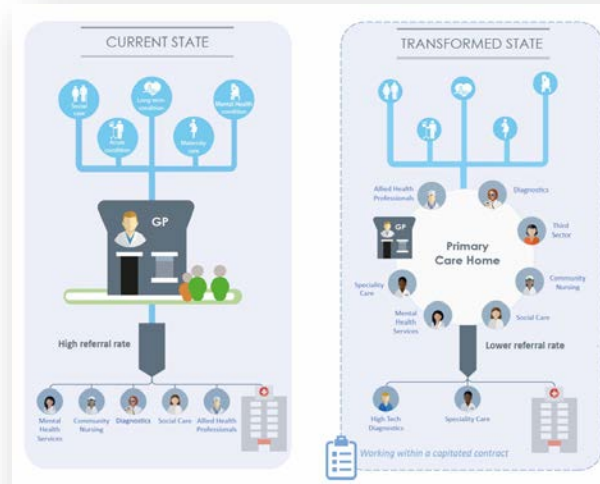 CURRENT STATE
Social
care
Long-term
condition
Mental Health
condition
Acute
condition
Maternity
care
GP
High referral rate
Mental
Health
Services
Community
Nursing
Diagnostics
Social Care
Allied Health
Professionals
TRANSFORMED STATE
Allied Health
Professionals
Diagnostics
GP
Third
Sector
Primary
Care Home
Speciality
Care
Community
Nursing
Mental
Health
Services
Social Care
Lower referral rate
High Tech
Diagnostics
Speciality Care
Working within a capitated contract